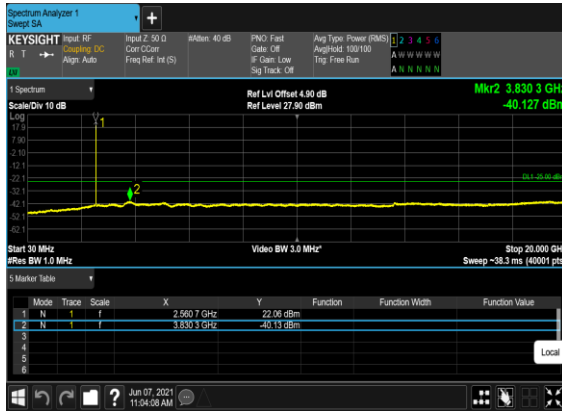 Spectrum Analyzer 1
Swept SA
KEYSIGHT
R T
LXI
Input: RF
Coupling: DC
Align: Auto
Input Z: 50 Ω
Corr CCorr
Freq Ref: Int (S)
#Atten: 40 dB
PNO: Fast
Gate: Off
IF Gain: Low
Sig Track: Off
Avg Type: Power (RMS)
Avg|Hold: 100/100
Trig: Free Run
1 2 3 4 5 6
A W W W W W
A N N N N N
1 Spectrum
Scale/Div 10 dB
Ref Lvl Offset 4.90 dB
Ref Level 27.90 dBm
Mkr2 3.830 3 GHz
-40.127 dBm
Log
17.9
7.90
-2.10
-12.1
-22.1
-32.1
-42.1
-52.1
-62.1
1
2
DL1 -25.00 dBm
Start 30 MHz
#Res BW 1.0 MHz
Video BW 3.0 MHz*
Stop 20.000 GHz
Sweep ~38.3 ms (40001 pts)
5 Marker Table
Mode Trace Scale X Y Function Function Width Function Value
1 N 1 f 2.560 7 GHz 22.06 dBm
2 N 1 f 3.830 3 GHz -40.13 dBm
3
4
5
6
Local
?
Jun 07, 2021
11:04:08 AM